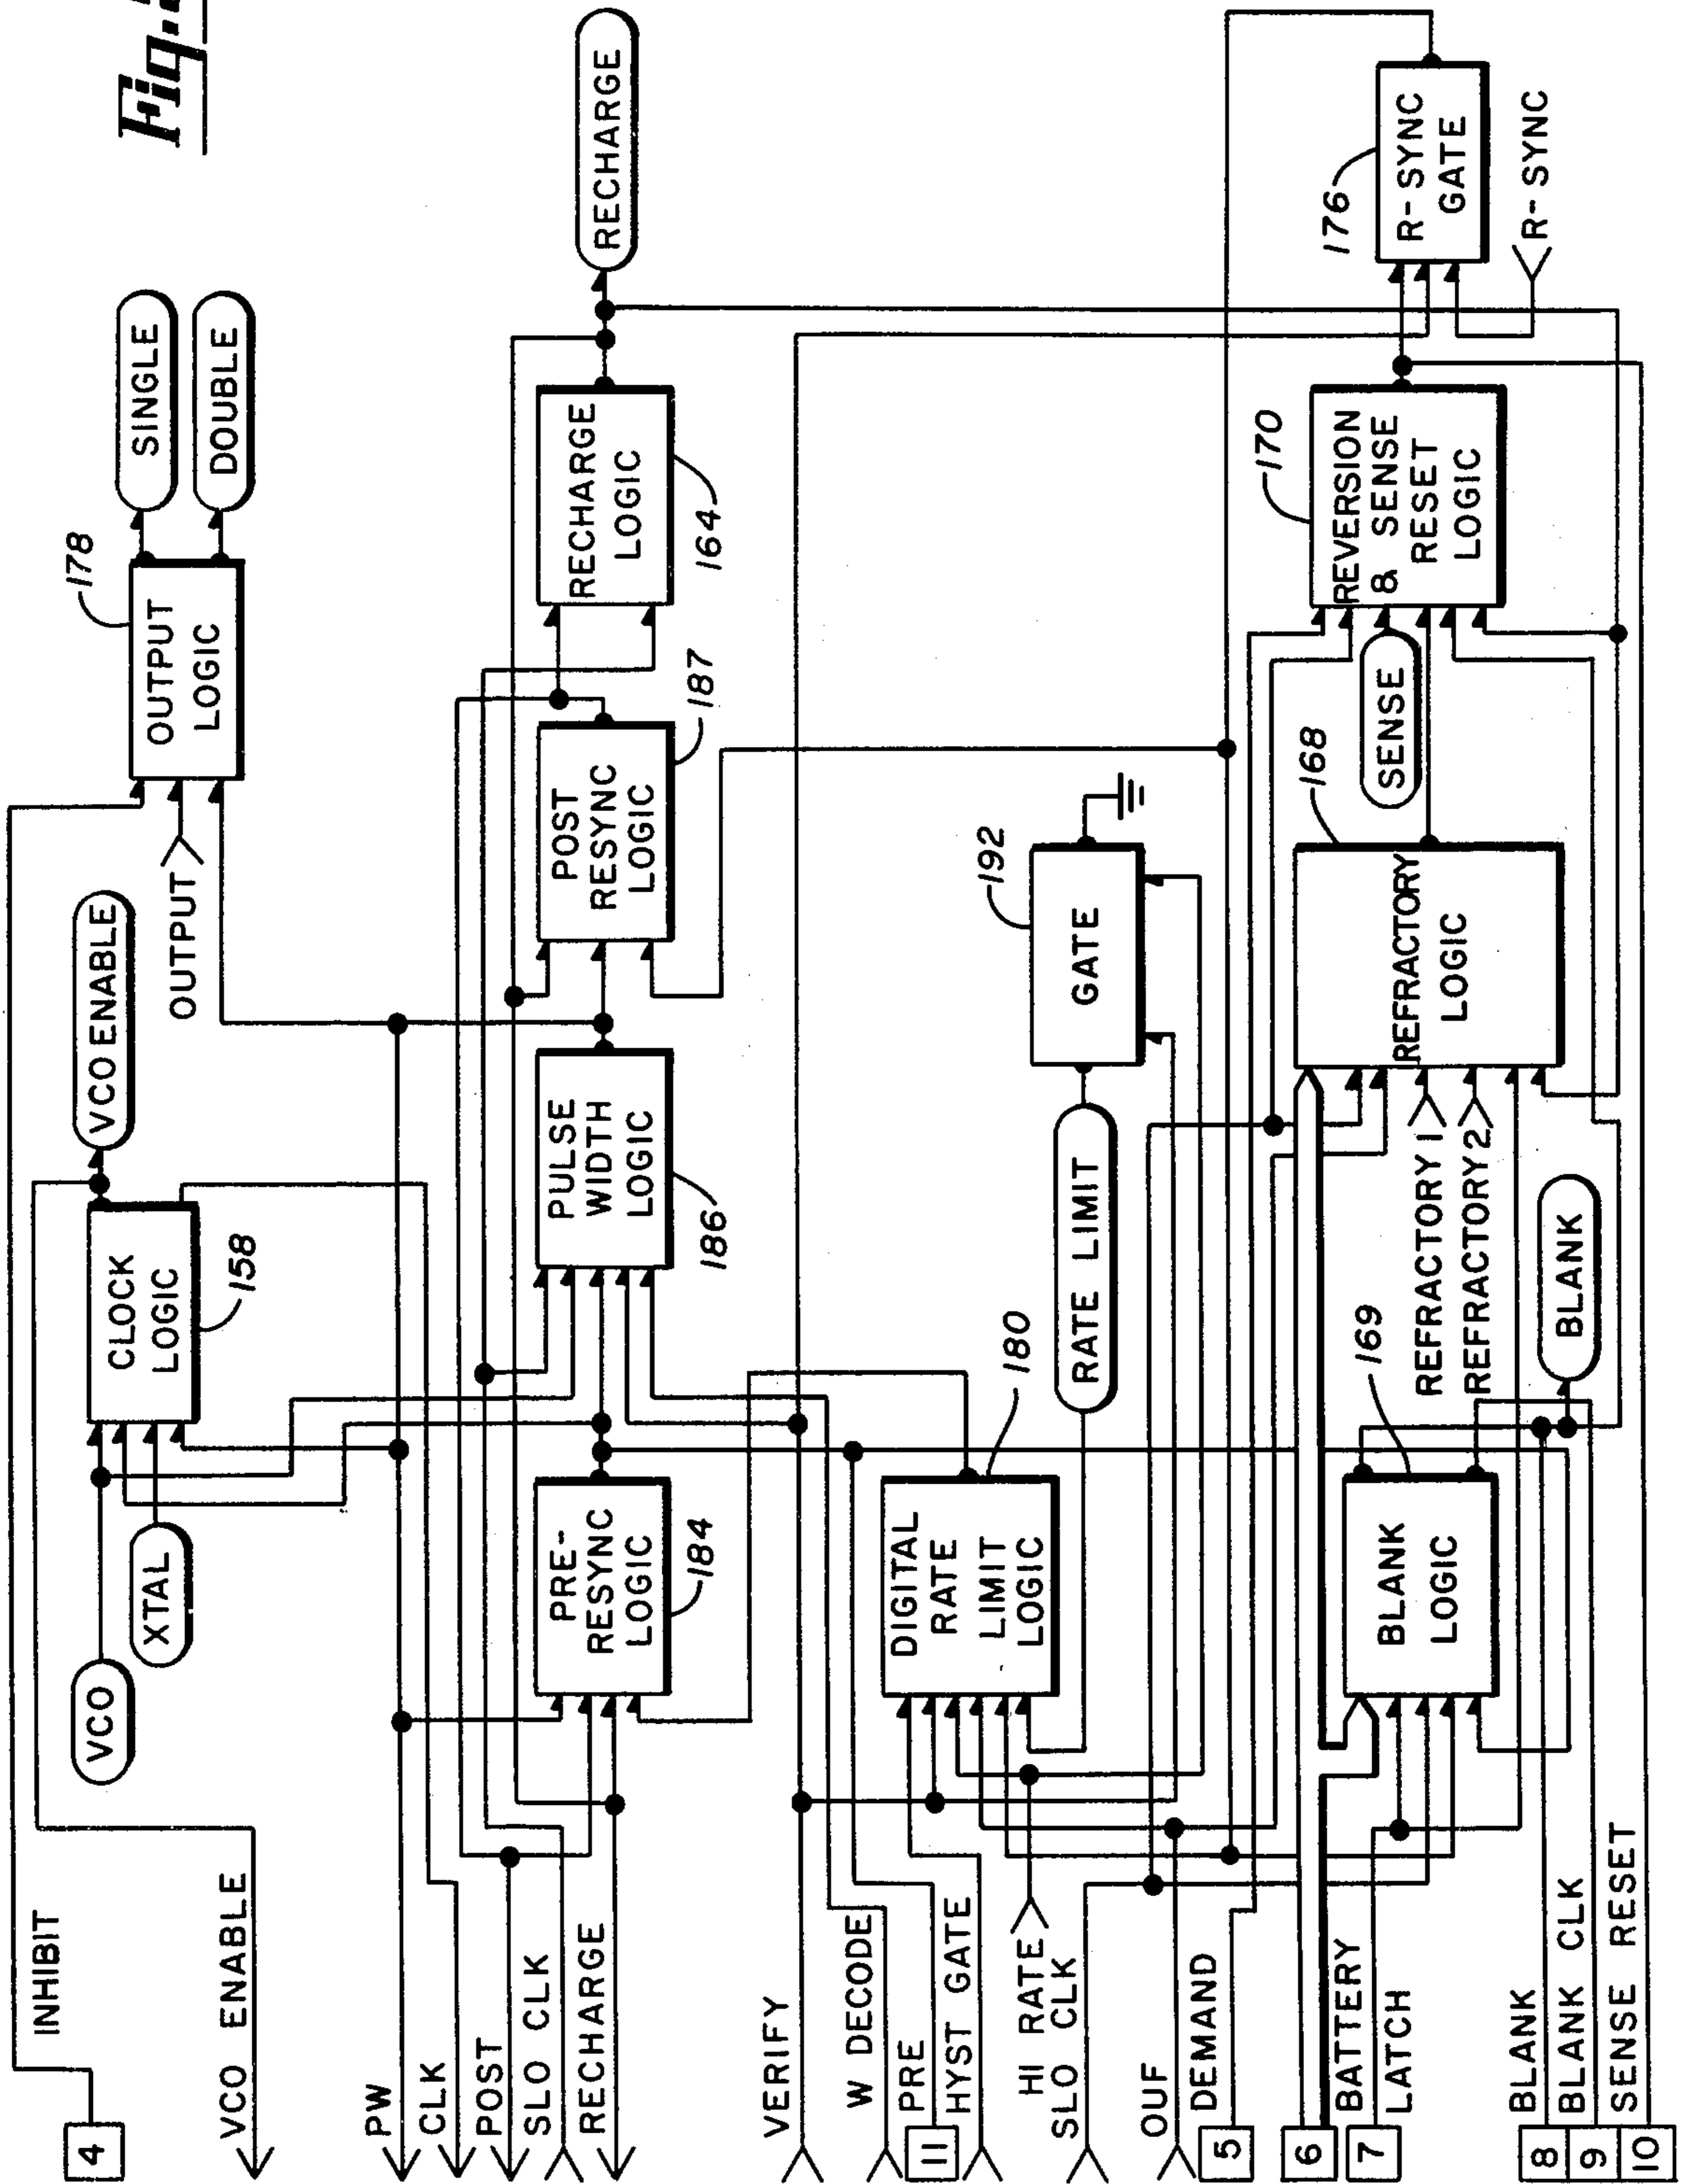 Fig.
4
INHIBIT
VCO ENABLE
VCO
XTAL
CLOCK
LOGIC
158
VCO ENABLE
OUTPUT
OUTPUT
LOGIC
178
SINGLE
DOUBLE
PW
CLK
POST
SLO CLK
RECHARGE
PRE-
RESYNC
LOGIC
184
PULSE
WIDTH
LOGIC
186
POST
RESYNC
LOGIC
187
RECHARGE
LOGIC
164
RECHARGE
VERIFY
W DECODE
11
PRE
HYST GATE
HI RATE
SLO CLK
OUF
5
DEMAND
DIGITAL
RATE
LIMIT
LOGIC
180
RATE LIMIT
GATE
192
6
7
BATTERY
LATCH
BLANK
LOGIC
169
REFRACTORY 1
REFRACTORY 2
BLANK
REFRACTORY
LOGIC
168
SENSE
REVERSION
& SENSE
RESET
LOGIC
170
R-SYNC
GATE
176
R-SYNC
8
BLANK
9
BLANK CLK
10
SENSE RESET